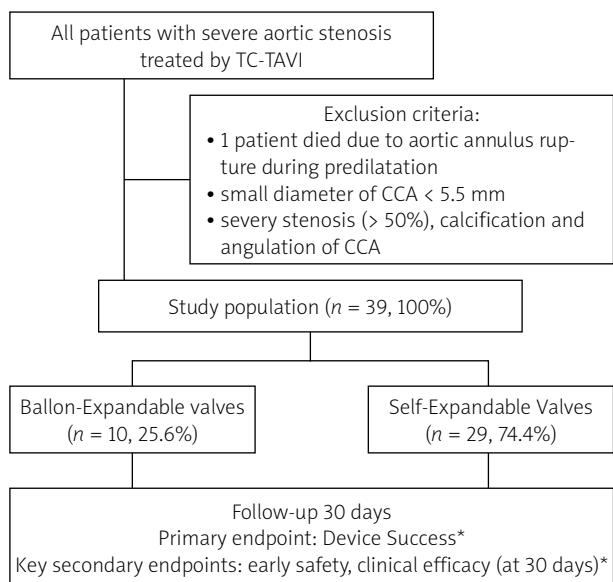 All patients with severe aortic stenosis
treated by TC-TAVI
Exclusion criteria:
• 1 patient died due to aortic annulus rup-
ture during predilatation
• small diameter of CCA < 5.5 mm
• severy stenosis (> 50%), calcification and
angulation of CCA
Study population (n = 39, 100%)
Ballon-Expandable valves
(n = 10, 25.6%)
Self-Expandable Valves
(n = 29, 74.4%)
Follow-up 30 days
Primary endpoint: Device Success*
Key secondary endpoints: early safety, clinical efficacy (at 30 days)*